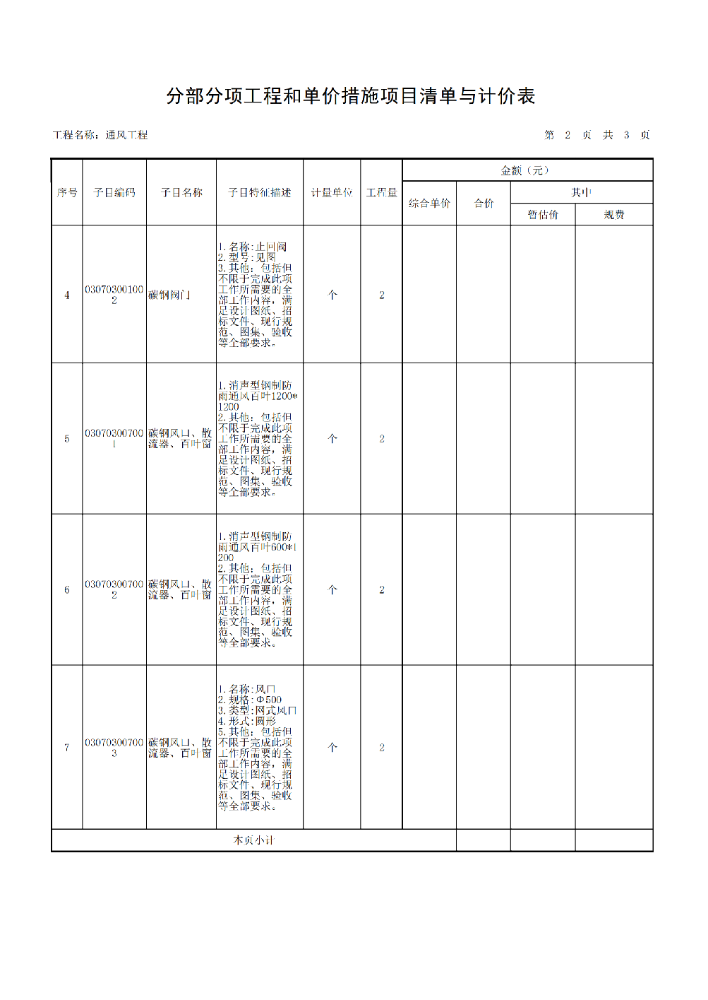 分部分项工程和单价措施项目清单与计价表
工程名称：通风工程
第 2 页 共 3 页
序号
子目编码
子目名称
子目特征描述
计量单位
工程量
金额（元）
综合单价
合价
其中
暂估价
规费
4
03070300100
2
碳钢阀门
1.名称:止回阀
2.型号:见图
3.其他：包括但
不限于完成此项
工作所需要的全
部工作内容，满
足设计图纸、招
标文件、现行规
范、图集、验收
等全部要求。
个
2
5
03070300700
1
碳钢风口、散
流器、百叶窗
1.消声型钢制防
雨通风百叶1200*
1200
2.其他：包括但
不限于完成此项
工作所需要的全
部工作内容，满
足设计图纸、招
标文件、现行规
范、图集、验收
等全部要求。
个
2
6
03070300700
2
碳钢风口、散
流器、百叶窗
1.消声型钢制防
雨通风百叶600*1
200
2.其他：包括但
不限于完成此项
工作所需要的全
部工作内容，满
足设计图纸、招
标文件、现行规
范、图集、验收
等全部要求。
个
2
7
03070300700
3
碳钢风口、散
流器、百叶窗
1.名称:风口
2.规格:Φ500
3.类型:网式风口
4.形式:圆形
5.其他：包括但
不限于完成此项
工作所需要的全
部工作内容，满
足设计图纸、招
标文件、现行规
范、图集、验收
等全部要求。
个
2
本页小计